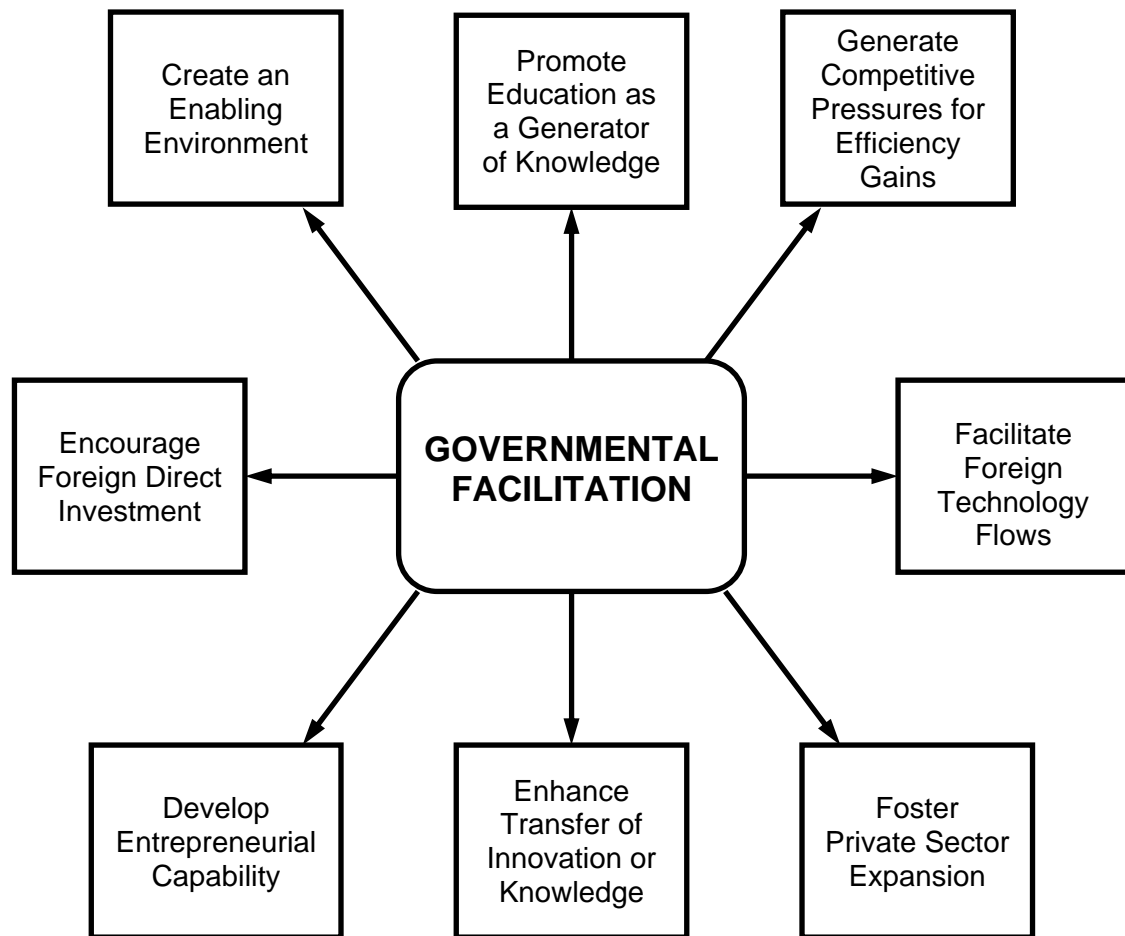 Create an
Enabling
Environment
Promote
Education as
a Generator
of Knowledge
Generate
Competitive
Pressures for
Efficiency
Gains
Encourage
Foreign Direct
Investment
GOVERNMENTAL
FACILITATION
Facilitate
Foreign
Technology
Flows
Develop
Entrepreneurial
Capability
Enhance
Transfer of
Innovation or
Knowledge
Foster
Private Sector
Expansion